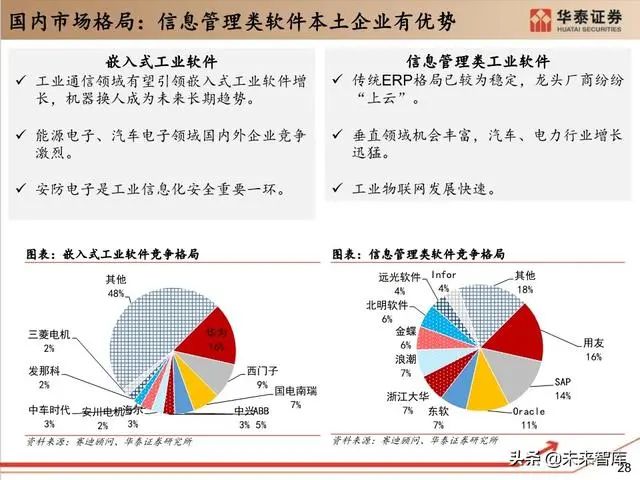 国内市场格局：信息管理类软件本土企业有优势
华泰证券
HUATAI SECURITIES
嵌入式工业软件
✓ 工业通信领域有望引领嵌入式工业软件增
长，机器换人成为未来长期趋势。
✓ 能源电子、汽车电子领域国内外企业竞争
激烈。
✓ 安防电子是工业信息化安全重要一环。
信息管理类工业软件
✓ 传统ERP格局已较为稳定，龙头厂商纷纷
“上云”。
✓ 垂直领域机会丰富，汽车、电力行业增长
迅猛。
✓ 工业物联网发展快速。
图表：嵌入式工业软件竞争格局
其他
48%
华为
16%
西门子
9%
国电南瑞
7%
ABB
5%
中兴
3%
海尔
3%
安川电机
2%
中车时代
3%
发那科
2%
三菱电机
2%
资料来源：赛迪顾问、华泰证券研究所
图表：信息管理类软件竞争格局
其他
18%
用友
16%
SAP
14%
Oracle
11%
东软
7%
浙江大华
7%
浪潮
7%
金蝶
6%
北明软件
6%
远光软件
4%
Infor
4%
资料来源：赛迪顾问、华泰证券研究所
头条@未来智库
28